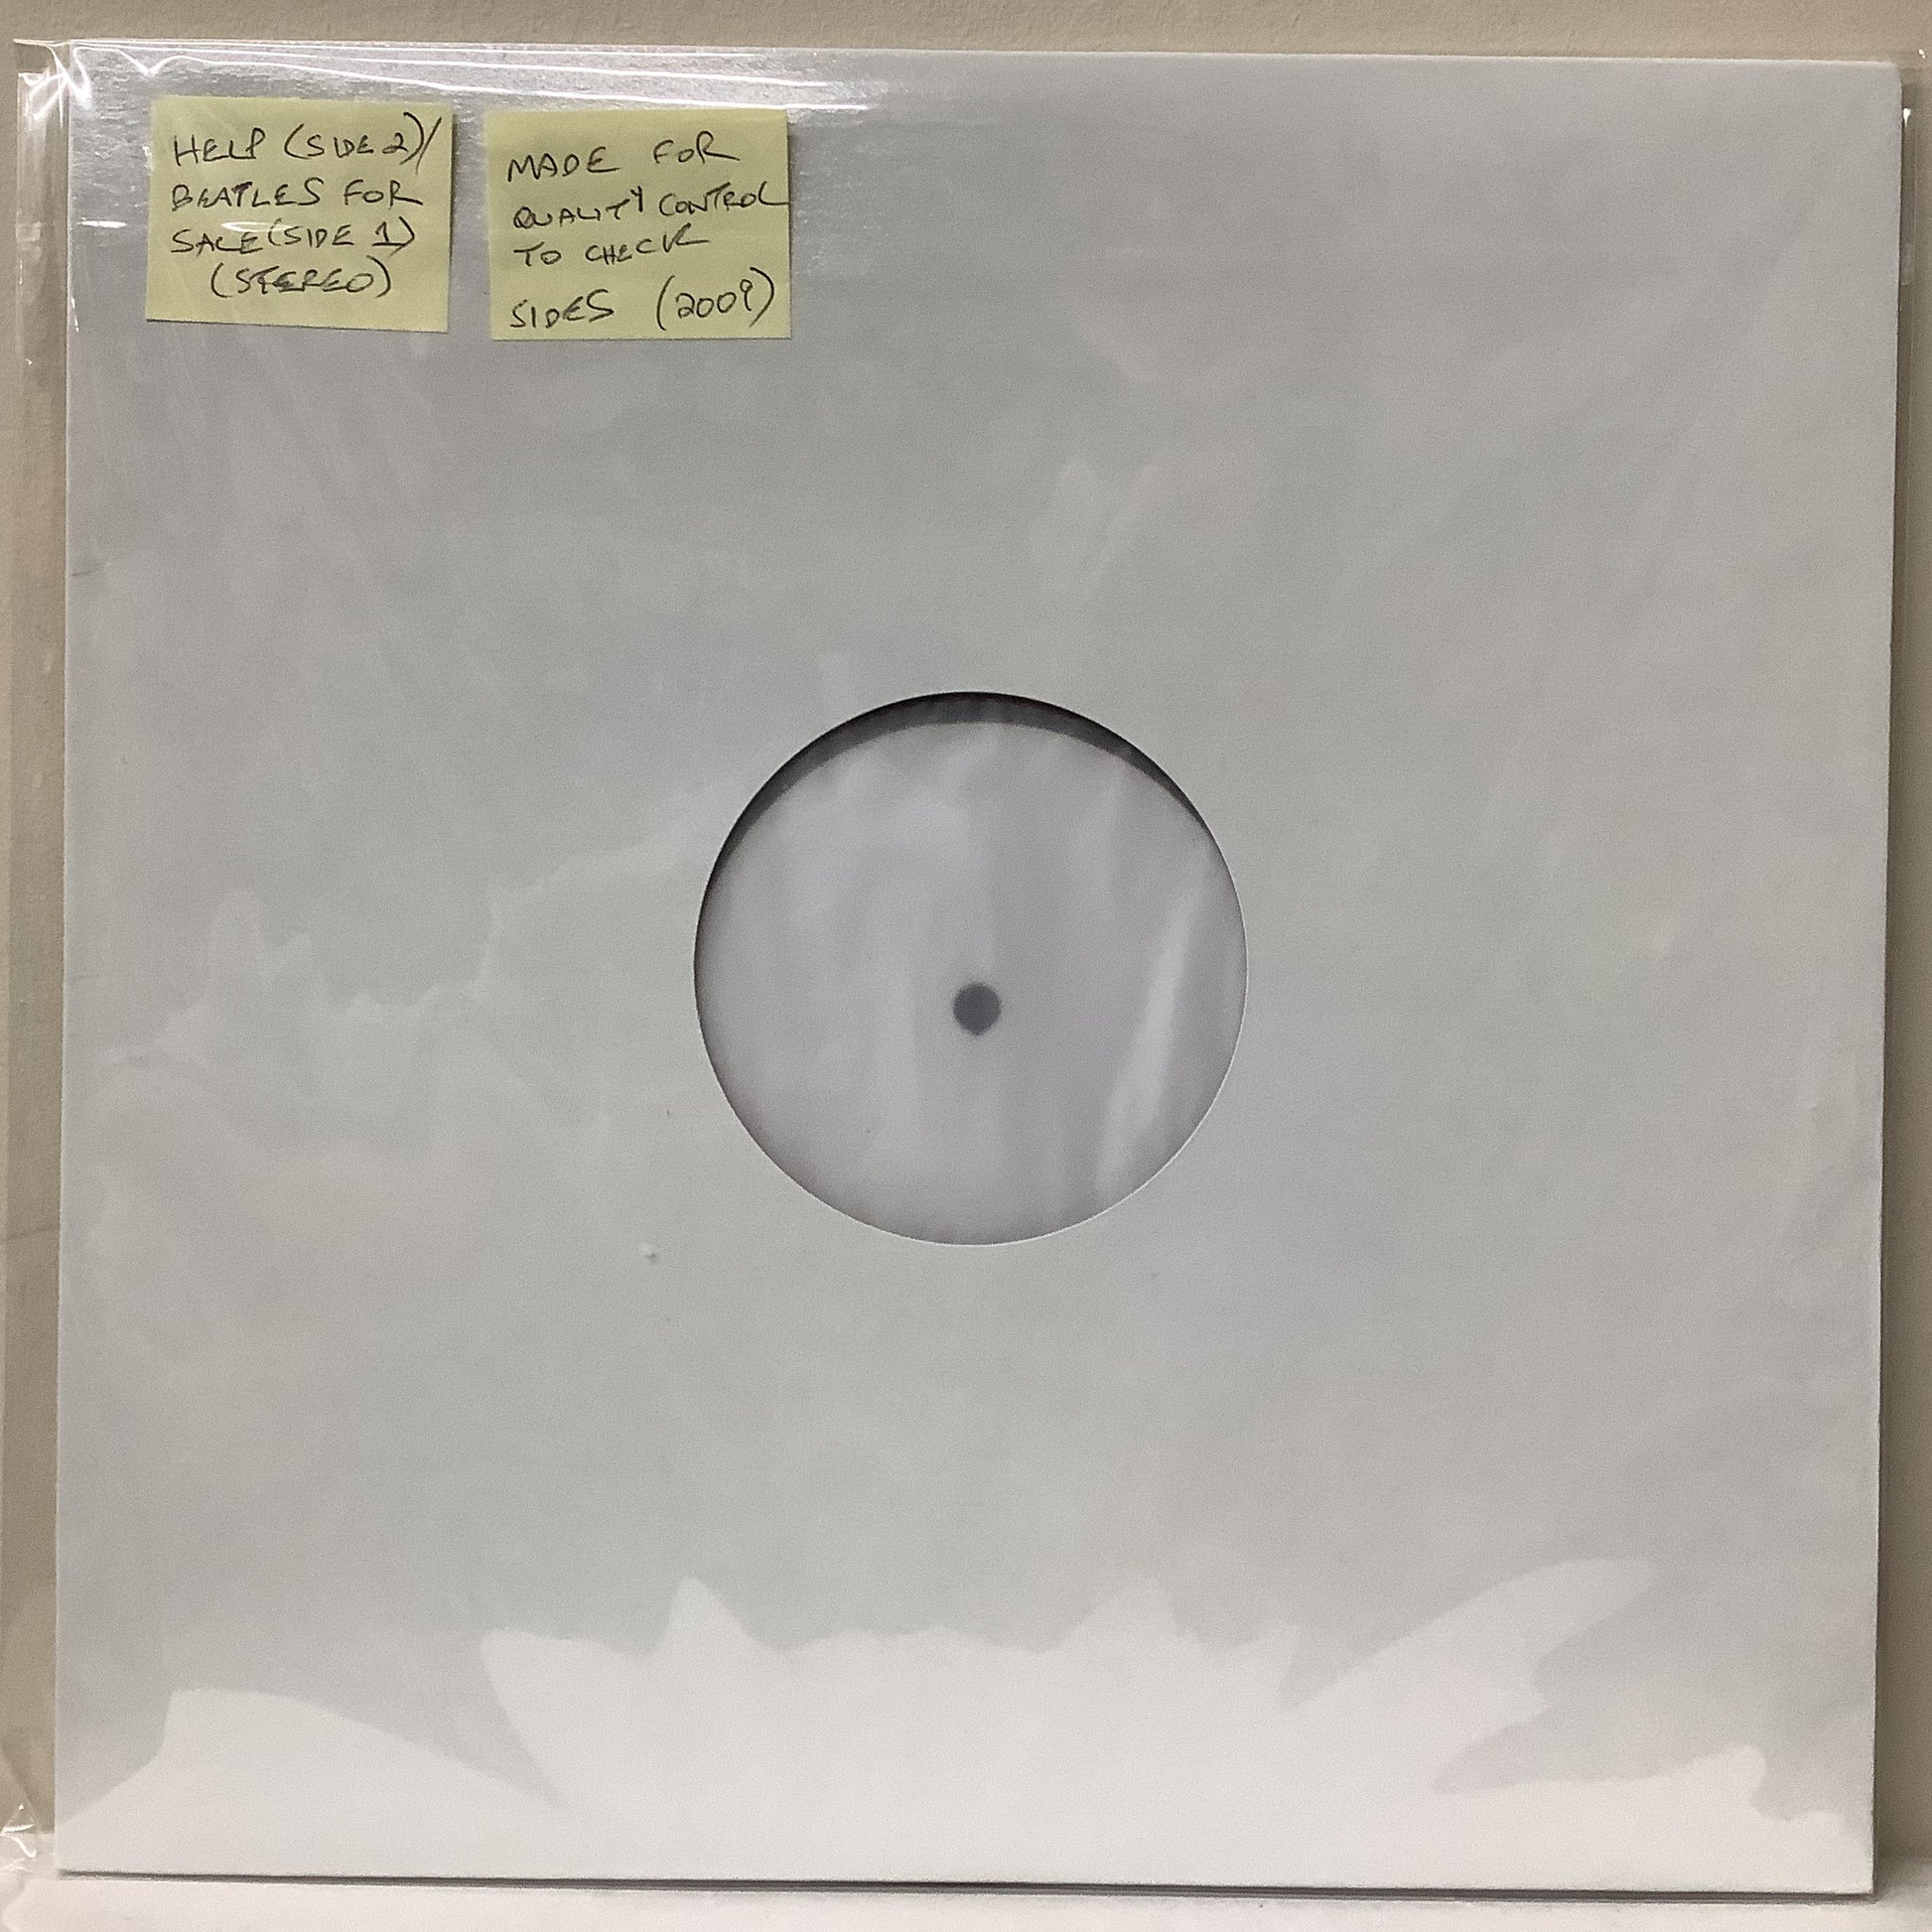 HELP (SIDE 2)/
BEATLES FOR
SALE (SIDE 1)
(STEREO)
MADE FOR
QUALITY CONTROL
TO CHECK
SIDES (2009)